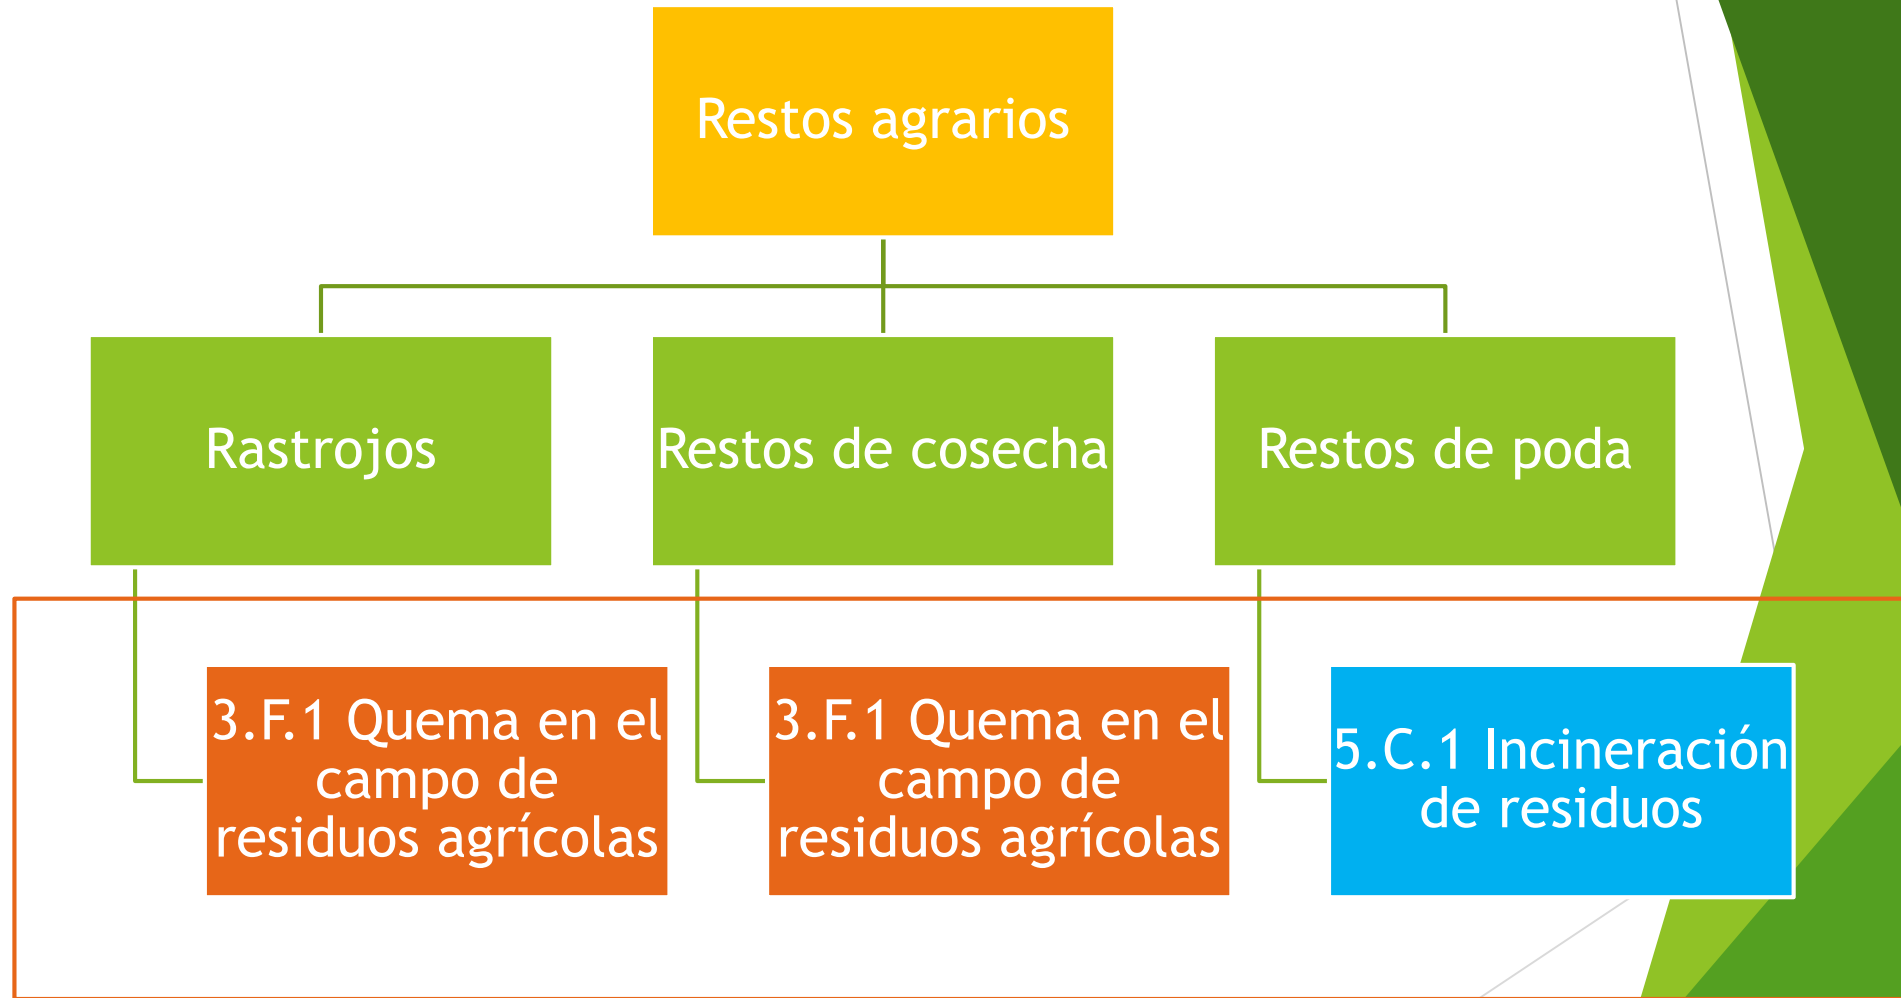 Restos agrarios
Rastrojos
Restos de cosecha
Restos de poda
3.F.1 Quema en el
campo de
residuos agrícolas
3.F.1 Quema en el
campo de
residuos agrícolas
5.C.1 Incineración
de residuos